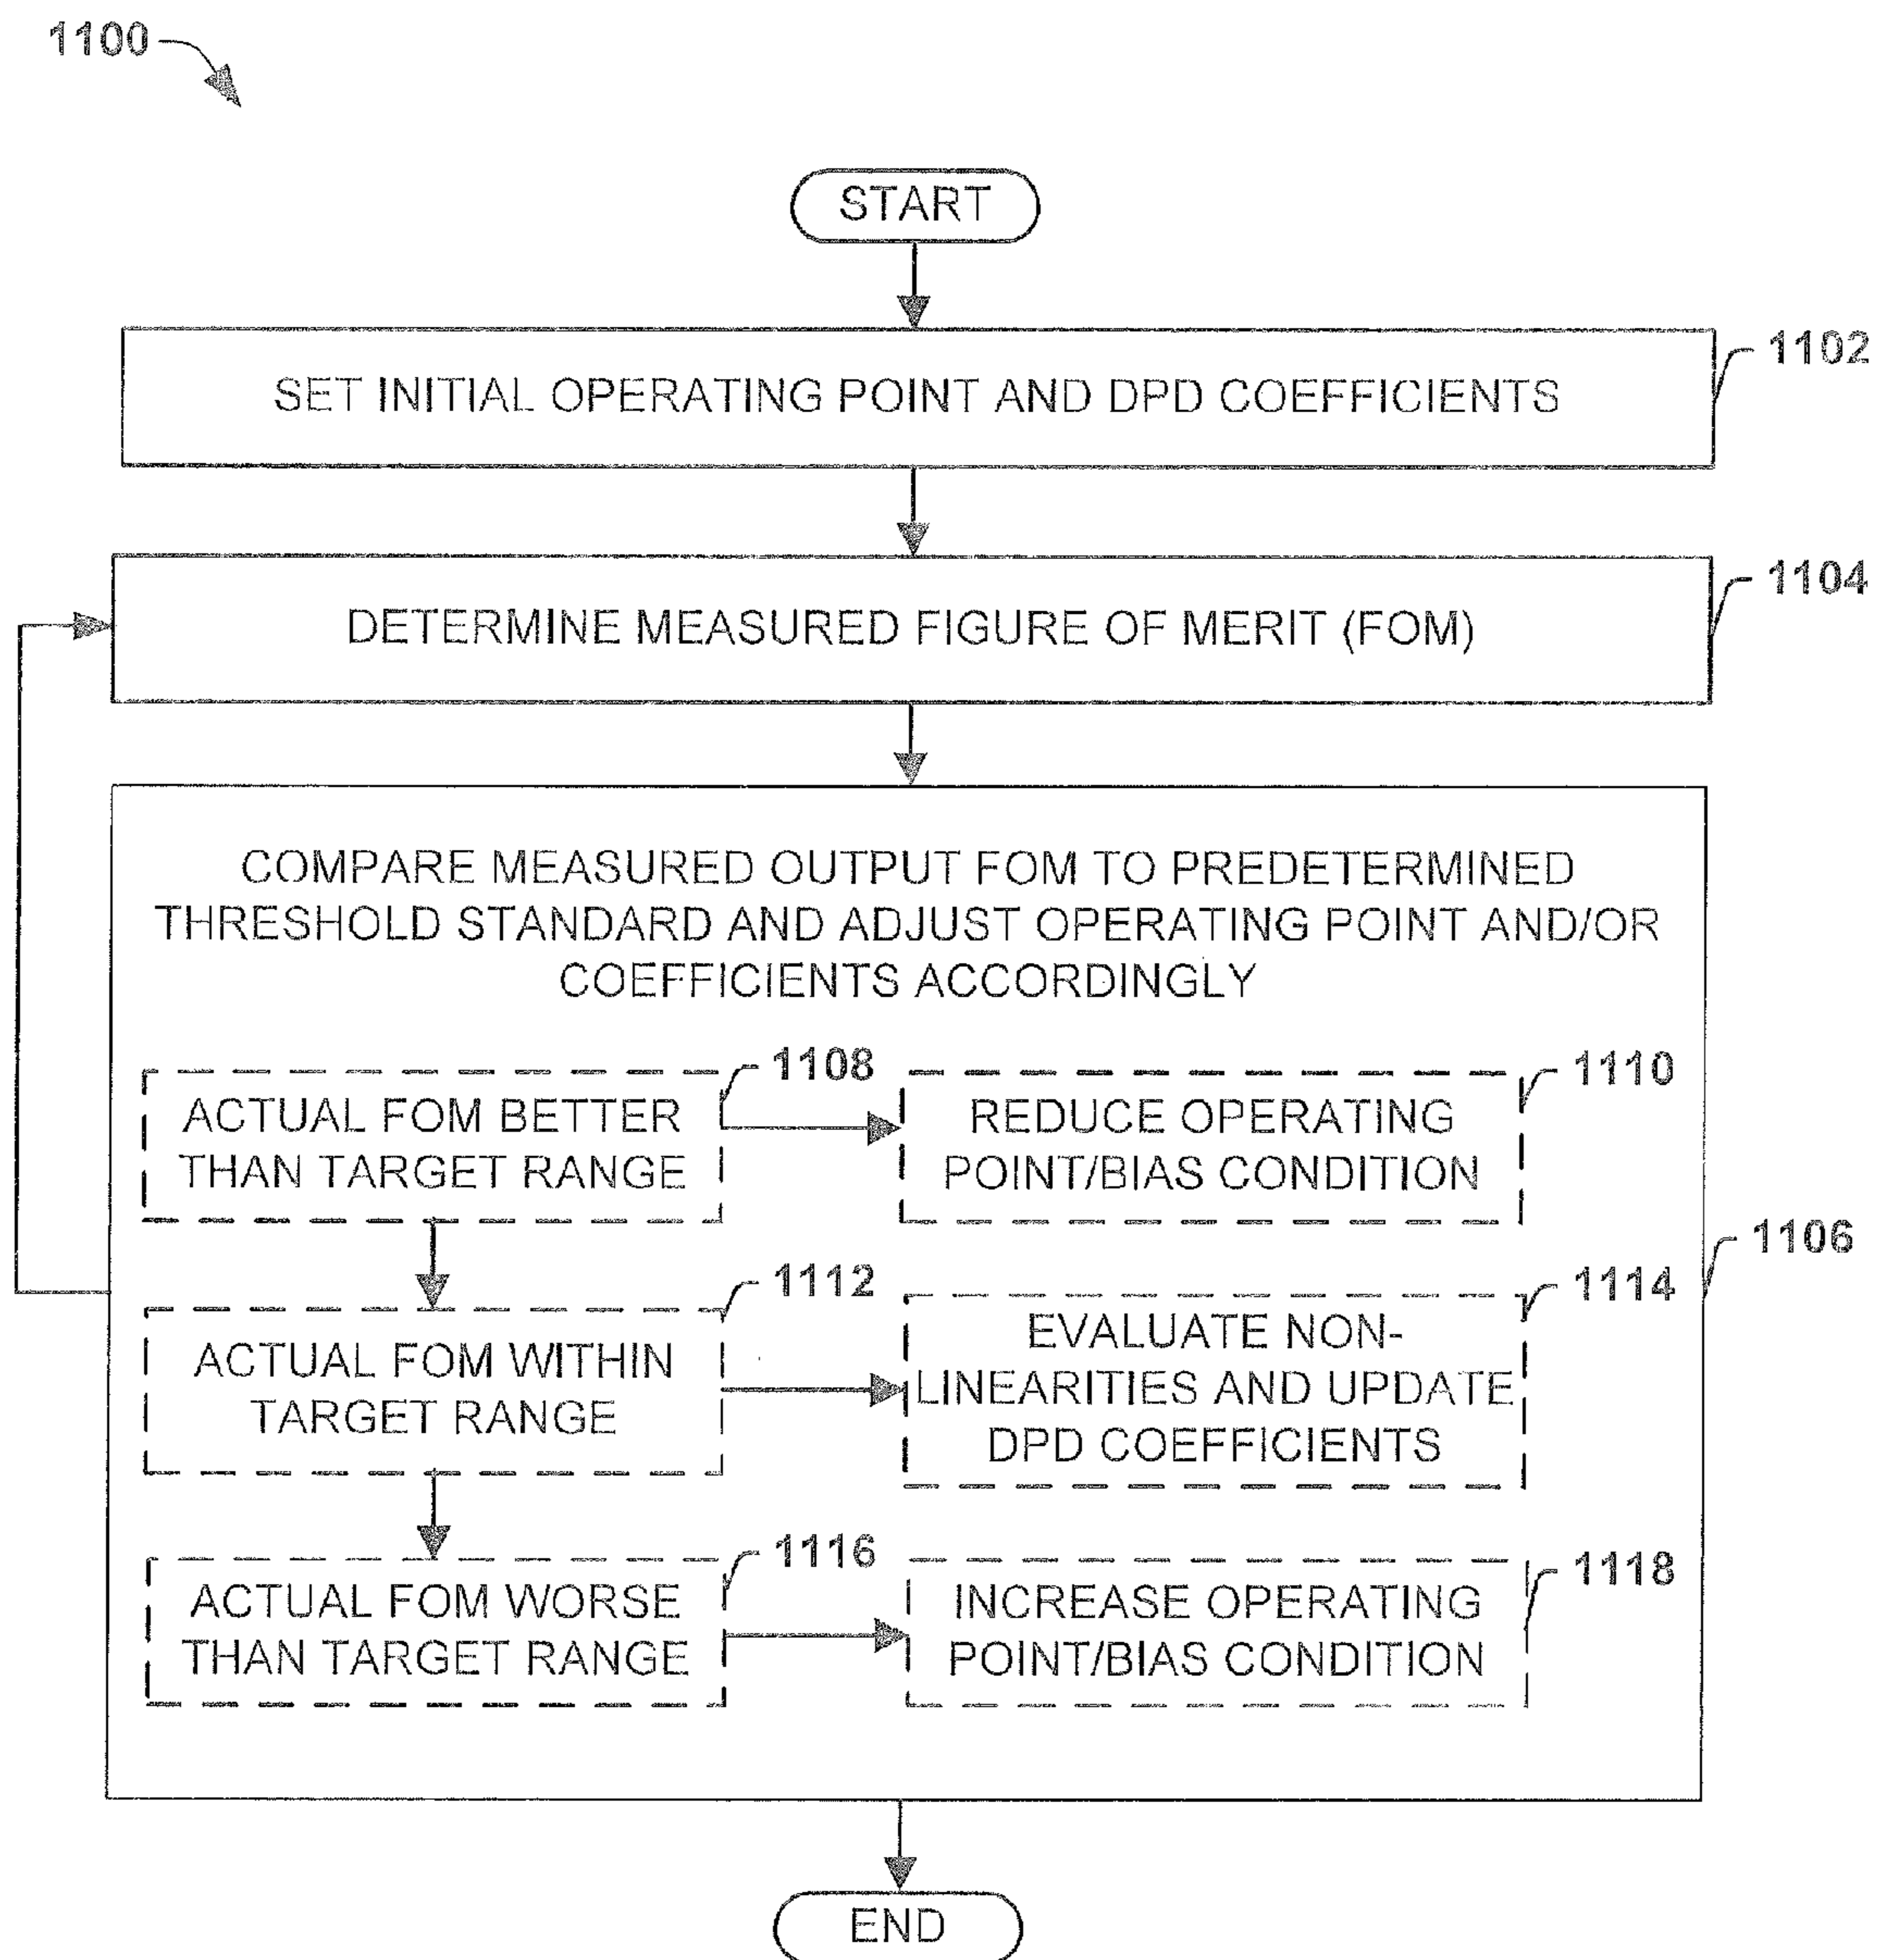 1100
START
SET INITIAL OPERATING POINT AND DPD COEFFICIENTS
1102
DETERMINE MEASURED FIGURE OF MERIT (FOM)
1104
COMPARE MEASURED OUTPUT FOM TO PREDETERMINED
THRESHOLD STANDARD AND ADJUST OPERATING POINT AND/OR
COEFFICIENTS ACCORDINGLY
1106
ACTUAL FOM BETTER
THAN TARGET RANGE
1108
REDUCE OPERATING
POINT/BIAS CONDITION
1110
ACTUAL FOM WITHIN
TARGET RANGE
1112
EVALUATE NON-
LINEARITIES AND UPDATE
DPD COEFFICIENTS
1114
ACTUAL FOM WORSE
THAN TARGET RANGE
1116
INCREASE OPERATING
POINT/BIAS CONDITION
1118
END